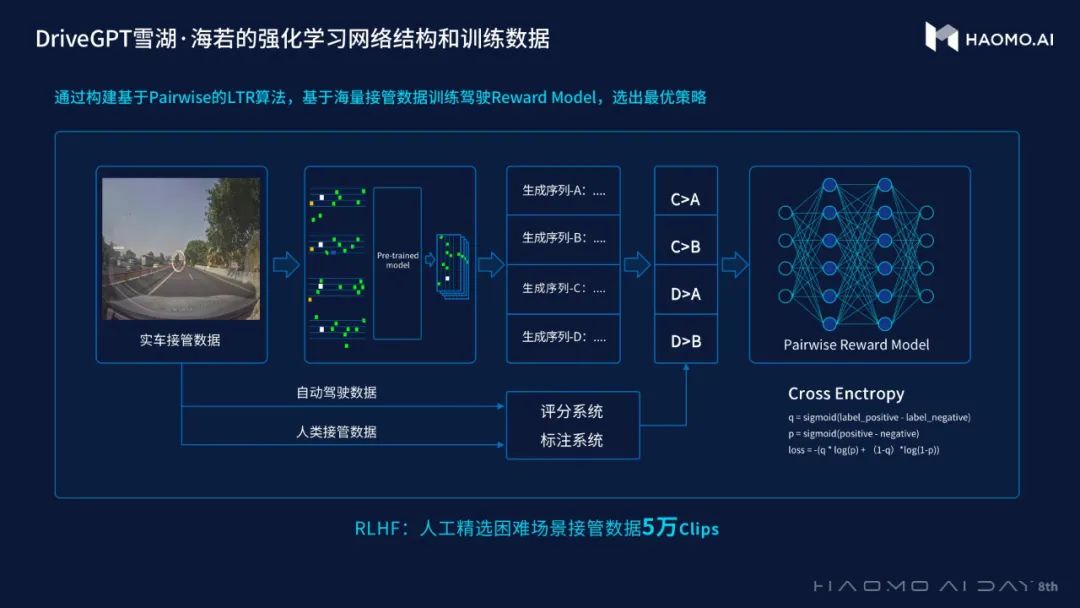 DriveGPT雪湖·海若的强化学习网络结构和训练数据
HAOMO.AI
通过构建基于Pairwise的LTR算法，基于海量接管数据训练驾驶Reward Model，选出最优策略
实车接管数据
Pre-trained
model
生成序列-A：....
生成序列-B：....
生成序列-C：....
生成序列-D：....
C>A
C>B
D>A
D>B
Pairwise Reward Model
自动驾驶数据
人类接管数据
评分系统
标注系统
Cross Enctropy
q = sigmoid(label_positive - label_negative)
p = sigmoid(positive - negative)
loss = -(q * log(p) + （1-q）*log(1-p))
RLHF：人工精选困难场景接管数据5万Clips
HAOMO AI DAY 8th